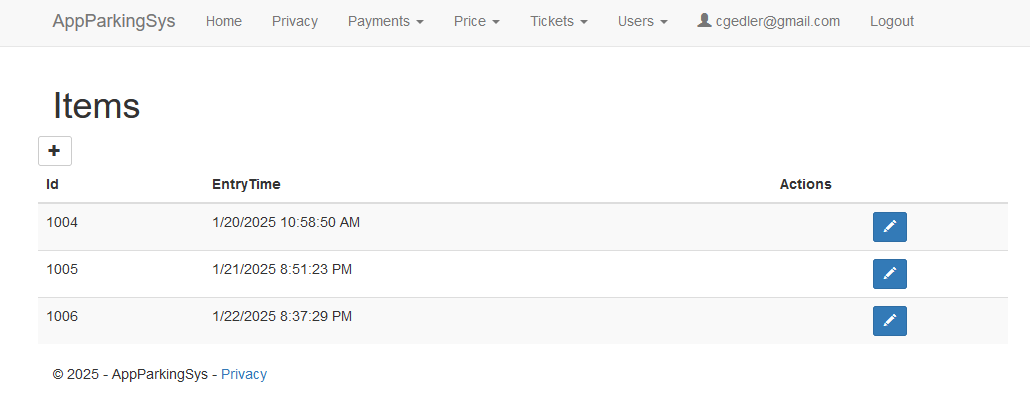 AppParkingSys Home Privacy Payments Price Tickets Users cgedler@gmail.com Logout
Items
Id EntryTime Actions
1004 1/20/2025 10:58:50 AM
1005 1/21/2025 8:51:23 PM
1006 1/22/2025 8:37:29 PM
© 2025 - AppParkingSys - Privacy